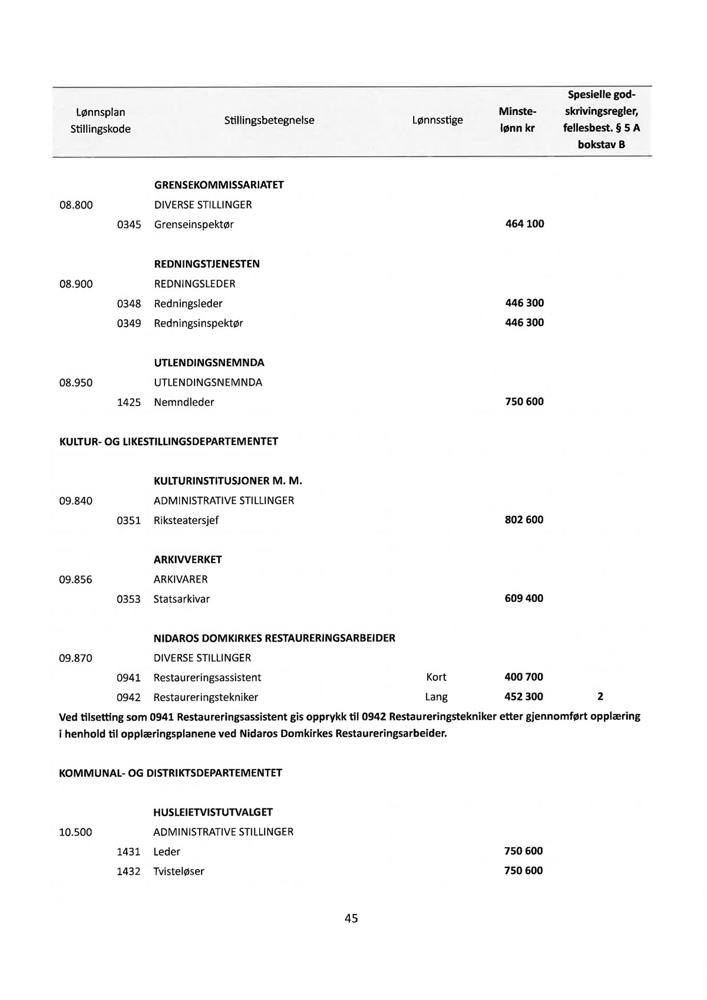 Lønnsplan
Stillingskode
Stillingsbetegnelse
Lønnsstige
Minste-
lønn kr
Spesielle god-
skrivingsregler,
fellesbest. § 5 A
bokstav B
GRENSEKOMMISSARIATET
08.800 DIVERSE STILLINGER
0345 Grenseinspektør 464 100
REDNINGSTJENESTEN
08.900 REDNINGSLEDER
0348 Redningsleder 446 300
0349 Redningsinspektør 446 300
UTLENDINGSNEMNDA
08.950 UTLENDINGSNEMNDA
1425 Nemndleder 750 600
KULTUR- OG LIKESTILLINGSDEPARTEMENTET
KULTURINSTITUSJONER M. M.
09.840 ADMINISTRATIVE STILLINGER
0351 Riksteatersjef 802 600
ARKIVVERKET
09.856 ARKIVARER
0353 Statsarkivar 609 400
NIDAROS DOMKIRKES RESTAURERINGSARBEIDER
09.870 DIVERSE STILLINGER
0941 Restaureringsassistent Kort 400 700
0942 Restaureringstekniker Lang 452 300 2
Ved tilsetting som 0941 Restaureringsassistent gis opprykk til 0942 Restaureringstekniker etter gjennomført opplæring
i henhold til opplæringsplanene ved Nidaros Domkirkes Restaureringsarbeider.
KOMMUNAL- OG DISTRIKTSDEPARTEMENTET
HUSLEIETVISTUTVALGET
10.500 ADMINISTRATIVE STILLINGER
1431 Leder 750 600
1432 Tvisteløser 750 600
45